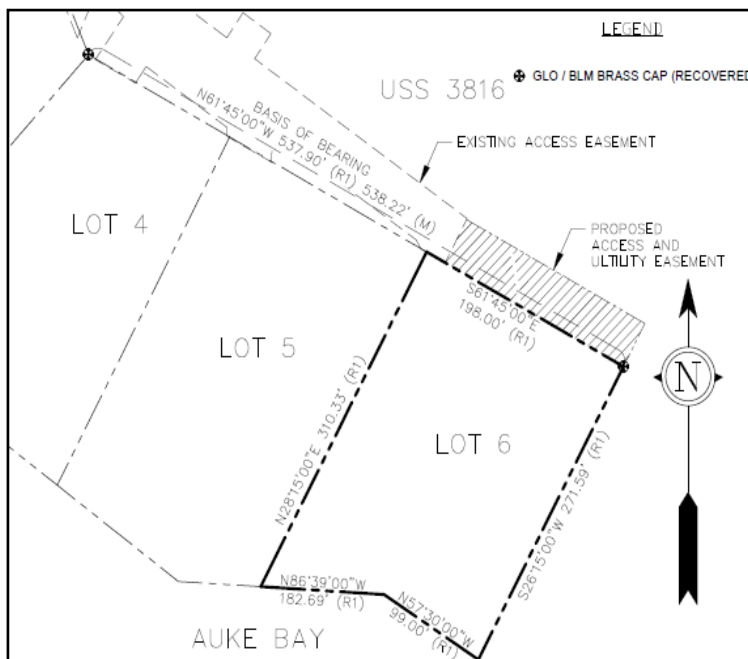 LEGEND
GLO / BLM BRASS CAP (RECOVERED
USS 3816
BASIS OF BEARING
N61°45'00"W 537.90' (R1) 538.22' (M)
EXISTING ACCESS EASEMENT
PROPOSED
ACCESS AND
ULTILITY EASEMENT
LOT 4
S61°45'00"E
198.00' (R1)
LOT 5
N
LOT 6
N28°15'00"E 310.33' (R1)
S26°15'00"W 271.59' (R1)
N86°39'00"W
182.69' (R1)
N57°30'00"W
99.00' (R1)
AUKE BAY